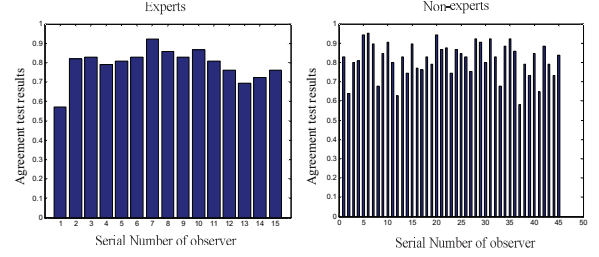 Experts
Agreement test results
1
0.9
0.8
0.7
0.6
0.5
0.4
0.3
0.2
0.1
0
1 2 3 4 5 6 7 8 9 10 11 12 13 14 15
Serial Number of observer
Non-experts
Agreement test results
1
0.9
0.8
0.7
0.6
0.5
0.4
0.3
0.2
0.1
0
0 5 10 15 20 25 30 35 40 45 50
Serial Number of observer